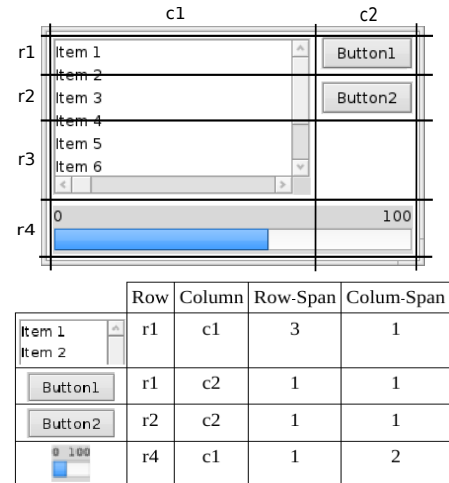 c1 c2
r1 Item 1 Button1
Item 2
r2 Item 3 Button2
Item 4
Item 5
r3
Item 6
0 100
r4
Row Column Row-Span Colum-Span
Item 1 r1 c1 3 1
Item 2
Button1 r1 c2 1 1
Button2 r2 c2 1 1
0 100 r4 c1 1 2